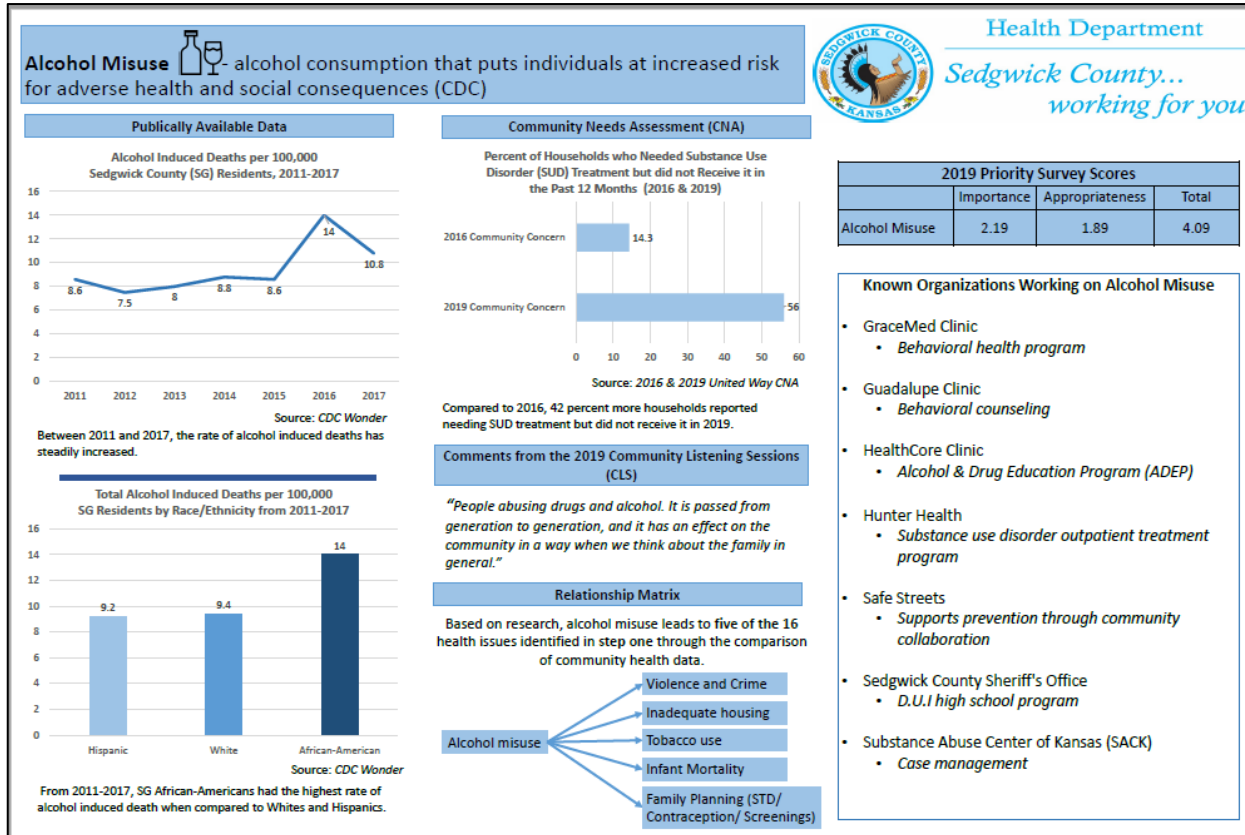 Alcohol Misuse - alcohol consumption that puts individuals at increased risk
for adverse health and social consequences (CDC)
SEDGWICK COUNTY
KANSAS
Health Department
Sedgwick County...
working for you
Publically Available Data
Alcohol Induced Deaths per 100,000
Sedgwick County (SG) Residents, 2011-2017
16
14
12
10
8
6
4
2
0
8.6
7.5
8
8.8
8.6
14
10.8
2011 2012 2013 2014 2015 2016 2017
Source: CDC Wonder
Between 2011 and 2017, the rate of alcohol induced deaths has
steadily increased.
Total Alcohol Induced Deaths per 100,000
SG Residents by Race/Ethnicity from 2011-2017
16
14
12
10
8
6
4
2
0
9.2
9.4
14
Hispanic White African-American
Source: CDC Wonder
From 2011-2017, SG African-Americans had the highest rate of
alcohol induced death when compared to Whites and Hispanics.
Community Needs Assessment (CNA)
Percent of Households who Needed Substance Use
Disorder (SUD) Treatment but did not Receive it in
the Past 12 Months (2016 & 2019)
2016 Community Concern 14.3
2019 Community Concern 56
0 10 20 30 40 50 60
Source: 2016 & 2019 United Way CNA
Compared to 2016, 42 percent more households reported
needing SUD treatment but did not receive it in 2019.
Comments from the 2019 Community Listening Sessions
(CLS)
"People abusing drugs and alcohol. It is passed from
generation to generation, and it has an effect on the
community in a way when we think about the family in
general."
Relationship Matrix
Based on research, alcohol misuse leads to five of the 16
health issues identified in step one through the comparison
of community health data.
Alcohol misuse
Violence and Crime
Inadequate housing
Tobacco use
Infant Mortality
Family Planning (STD/
Contraception/ Screenings)
2019 Priority Survey Scores
Importance Appropriateness Total
Alcohol Misuse 2.19 1.89 4.09
Known Organizations Working on Alcohol Misuse
• GraceMed Clinic
• Behavioral health program
• Guadalupe Clinic
• Behavioral counseling
• HealthCore Clinic
• Alcohol & Drug Education Program (ADEP)
• Hunter Health
• Substance use disorder outpatient treatment
program
• Safe Streets
• Supports prevention through community
collaboration
• Sedgwick County Sheriff's Office
• D.U.I high school program
• Substance Abuse Center of Kansas (SACK)
• Case management